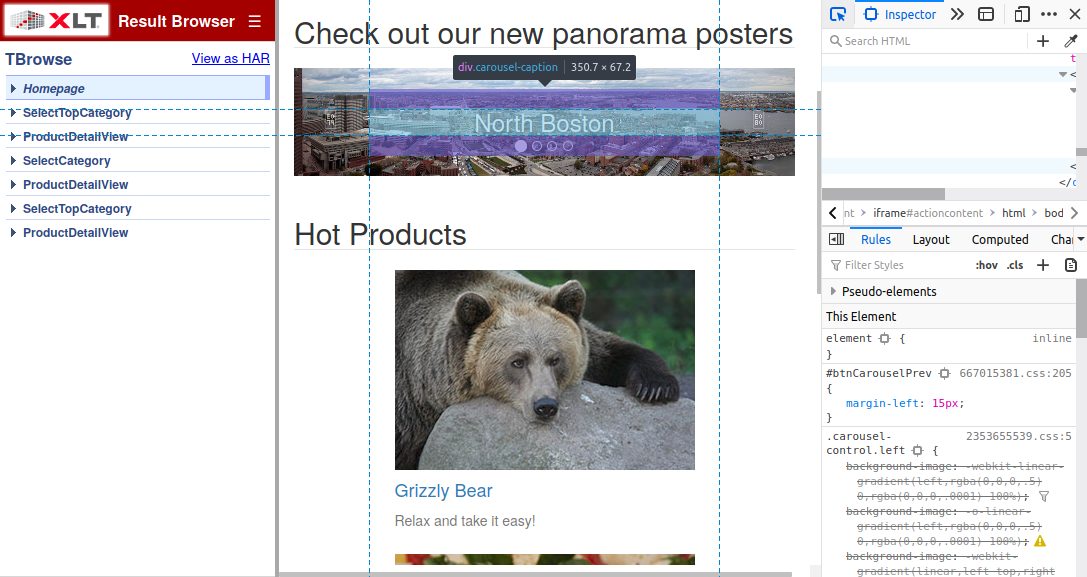 XLT Result Browser ☰
TBrowse View as HAR
Homepage
SelectTopCategory
ProductDetailView
SelectCategory
ProductDetailView
SelectTopCategory
ProductDetailView
Check out our new panorama posters
div.carousel-caption 350.7 × 67.2
North Boston
Hot Products
Grizzly Bear
Relax and take it easy!
Inspector
Search HTML
t
<
<
</c
nt > iframe#actioncontent > html > bod
Rules Layout Computed Cha
Filter Styles :hov .cls +
Pseudo-elements
This Element
element { inline
}
#btnCarouselPrev 667015381.css:205
{
margin-left: 15px;
}
.carousel- 2353655539.css:5
control.left {
background-image: -webkit-linear-
gradient(left,rgba(0,0,0,.5)
0,rgba(0,0,0,.0001) 100%);
background-image: -o-linear-
gradient(left,rgba(0,0,0,.5)
0,rgba(0,0,0,.0001) 100%);
background-image: -webkit-
gradient(linear,left top,right